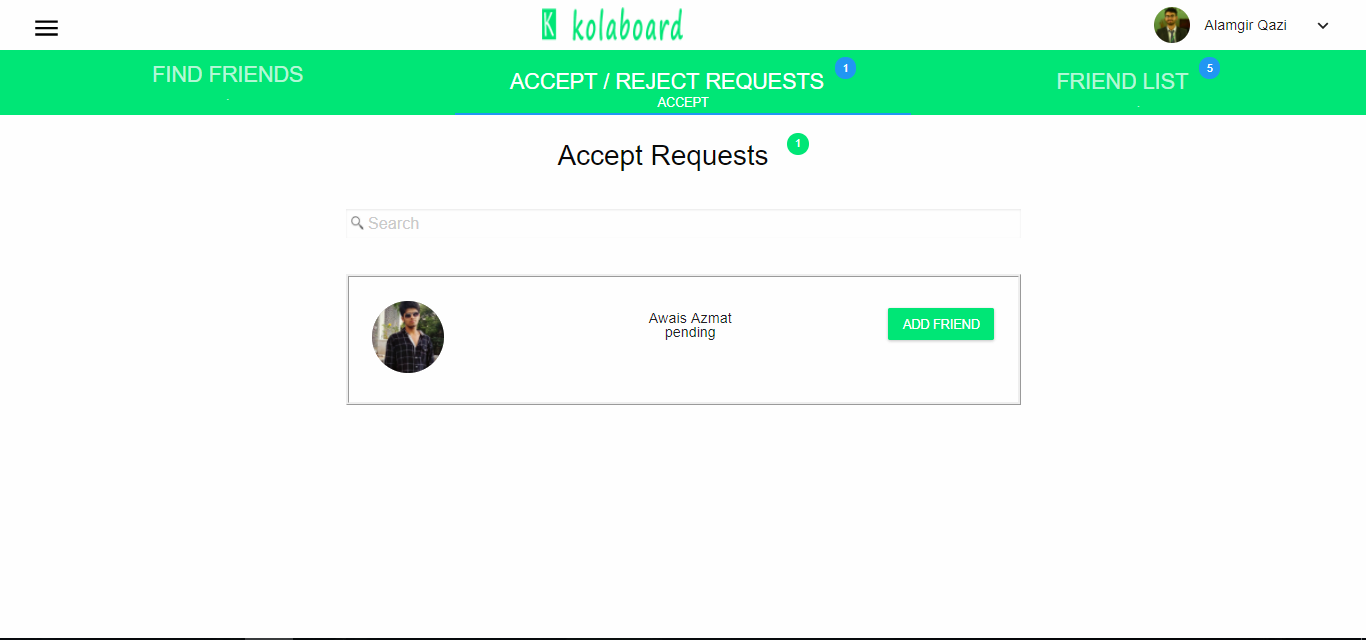 K kolaboard
Alamgir Qazi
FIND FRIENDS
.
ACCEPT / REJECT REQUESTS 1
ACCEPT
FRIEND LIST 5
.
Accept Requests 1
Search
Awais Azmat
pending
ADD FRIEND